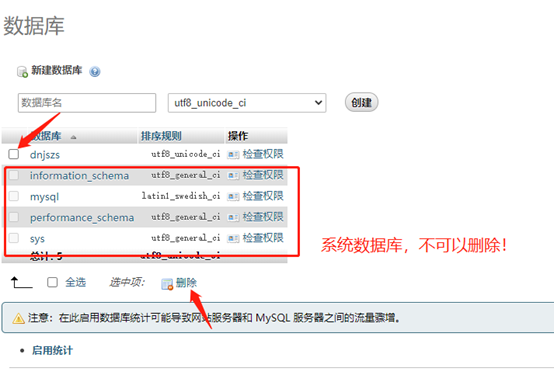 数据库
新建数据库
数据库名 utf8_unicode_ci 创建
数据库 排序规则 操作
dnjszs utf8_unicode_ci 检查权限
information_schema utf8_general_ci 检查权限
mysql latin1_swedish_ci 检查权限
performance_schema utf8_general_ci 检查权限
sys utf8_general_ci 检查权限
总计: 5 utf8_unicode_ci
系统数据库，不可以删除！
全选 选中项： 删除
注意：在此启用数据库统计可能导致网站服务器和 MySQL 服务器之间的流量骤增。
启用统计